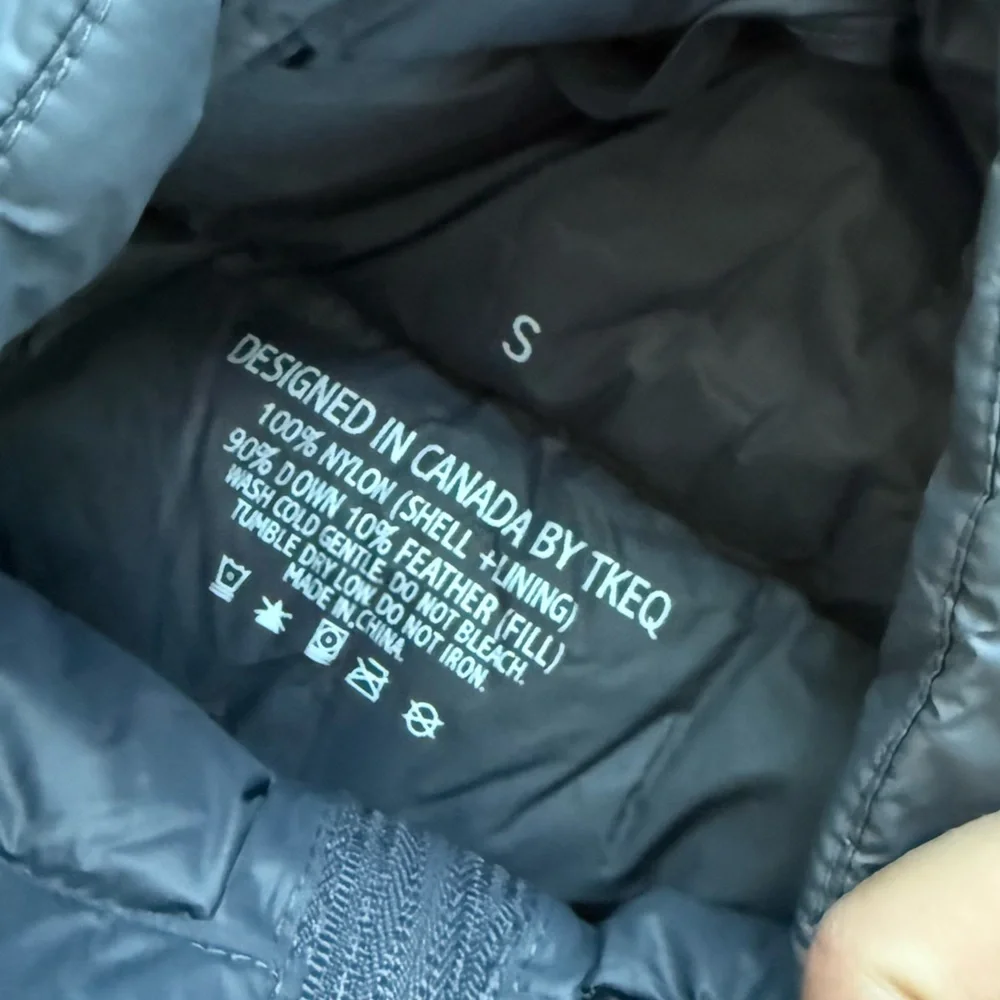 S
DESIGNED IN CANADA BY TKEQ
100% NYLON (SHELL +LINING)
90% DOWN 10% FEATHER (FILL)
WASH COLD GENTLE. DO NOT BLEACH.
TUMBLE DRY LOW. DO NOT IRON.
MADE IN CHINA.